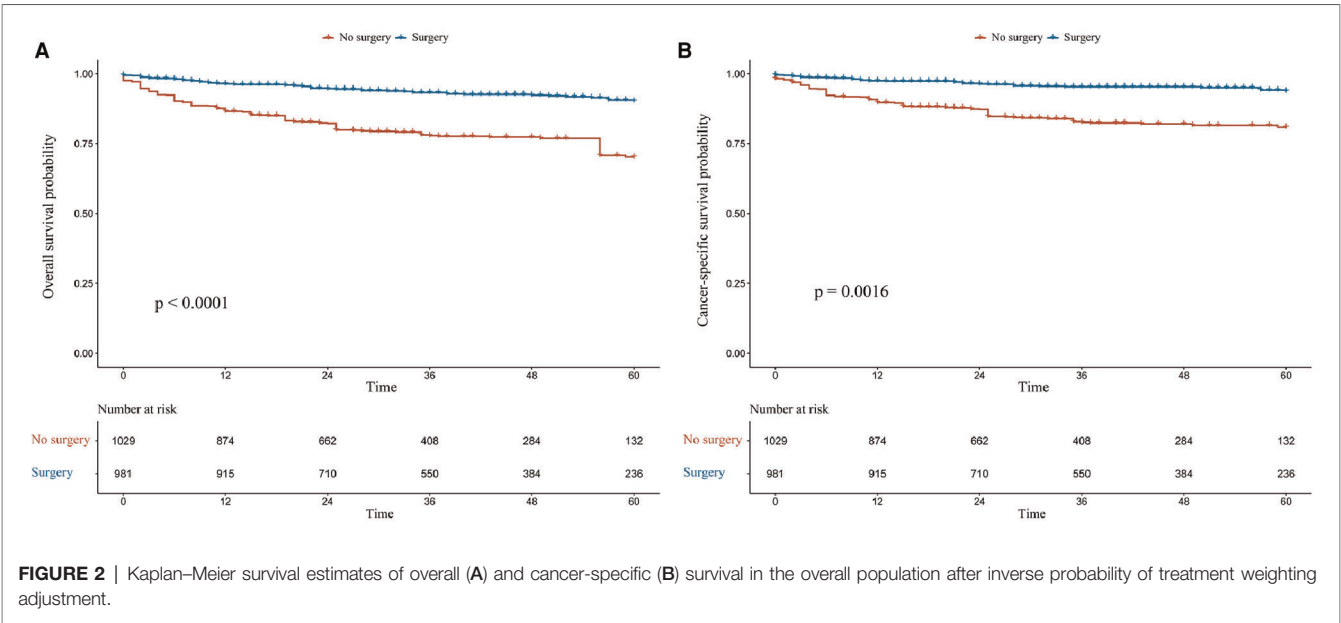 A
No surgery Surgery
1.00
0.75
0.50
0.25
0.00
Overall survival probability
p < 0.0001
0 12 24 36 48 60
Time
Number at risk
No surgery 1029 874 662 408 284 132
Surgery 981 915 710 550 384 236
0 12 24 36 48 60
Time
B
No surgery Surgery
1.00
0.75
0.50
0.25
0.00
Cancer-specific survival probability
p = 0.0016
0 12 24 36 48 60
Time
Number at risk
No surgery 1029 874 662 408 284 132
Surgery 981 915 710 550 384 236
0 12 24 36 48 60
Time
FIGURE 2 | Kaplan–Meier survival estimates of overall (A) and cancer-specific (B) survival in the overall population after inverse probability of treatment weighting
adjustment.